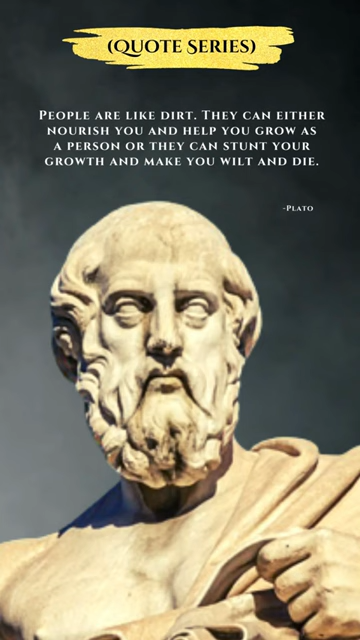 (Quote Series)
People are like dirt. They can either
nourish you and help you grow as
a person or they can stunt your
growth and make you wilt and die.
-Plato